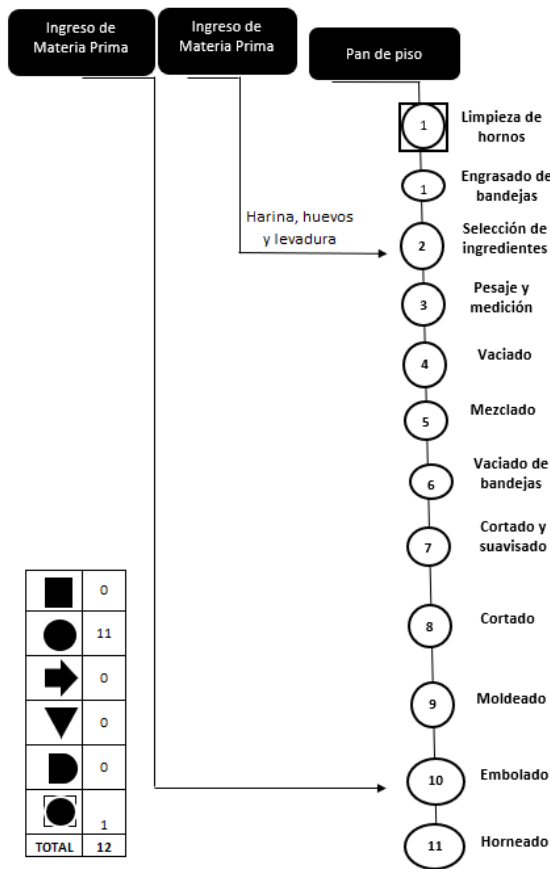 Ingreso de
Materia Prima
Ingreso de
Materia Prima
Pan de piso
1
Limpieza de
hornos
1
Engrasado de
bandejas
Harina, huevos
y levadura
2
Selección de
ingredientes
3
Pesaje y
medición
4
Vaciado
5
Mezclado
6
Vaciado de
bandejas
7
Cortado y
suavisado
8
Cortado
9
Moldeado
10
Embolado
11
Horneado
0
11
0
0
0
1
TOTAL 12